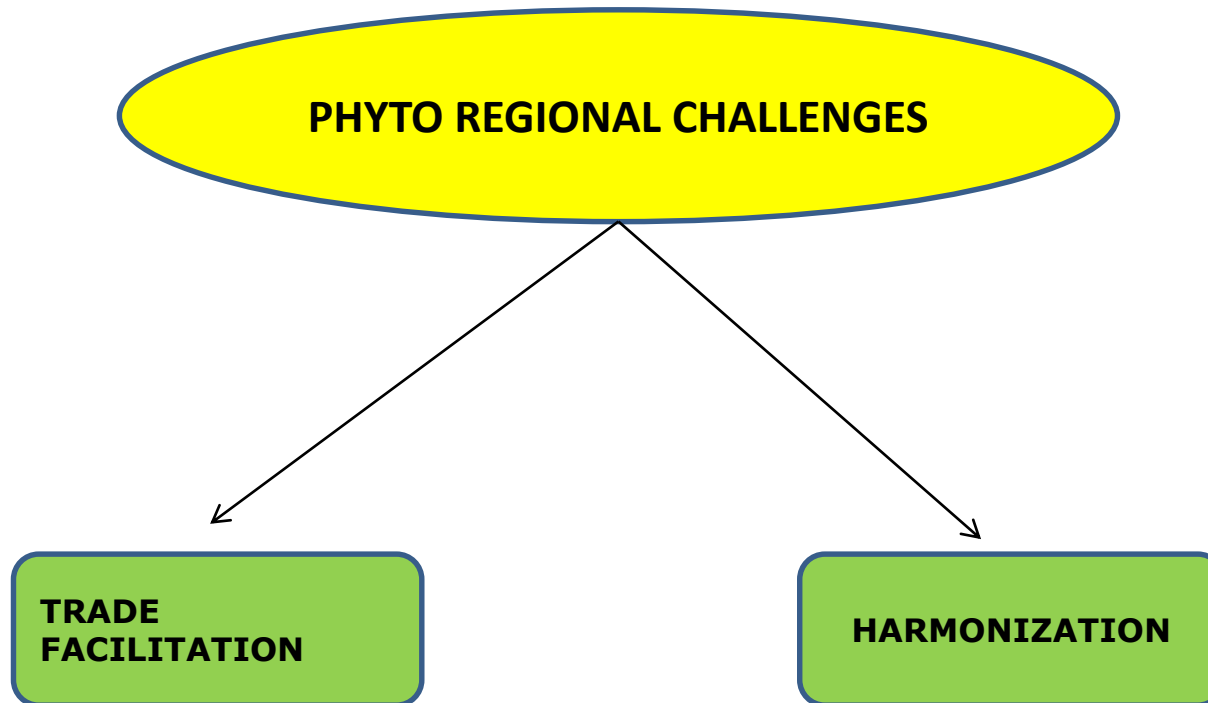 PHYTO REGIONAL CHALLENGES
TRADE
FACILITATION
HARMONIZATION